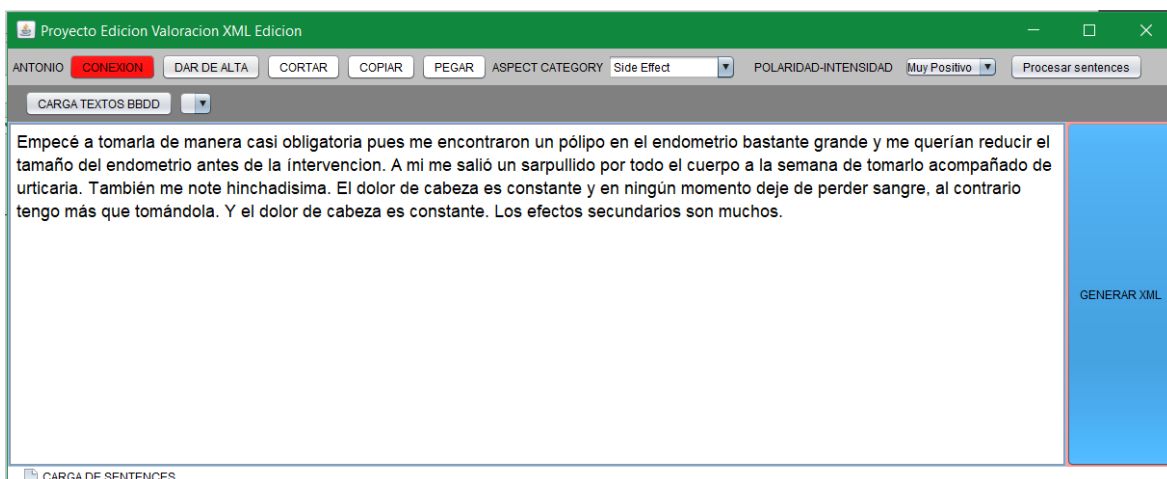 Proyecto Edicion Valoracion XML Edicion
ANTONIO CONEXION DAR DE ALTA CORTAR COPIAR PEGAR ASPECT CATEGORY Side Effect POLARIDAD-INTENSIDAD Muy Positivo Procesar sentences
CARGA TEXTOS BBDD
Empecé a tomarla de manera casi obligatoria pues me encontraron un pólipo en el endometrio bastante grande y me querían reducir el
tamaño del endometrio antes de la íntervencion. A mi me salió un sarpullido por todo el cuerpo a la semana de tomarlo acompañado de
urticaria. También me note hinchadisima. El dolor de cabeza es constante y en ningún momento deje de perder sangre, al contrario
tengo más que tomándola. Y el dolor de cabeza es constante. Los efectos secundarios son muchos.
GENERAR XML
CARGA DE SENTENCES